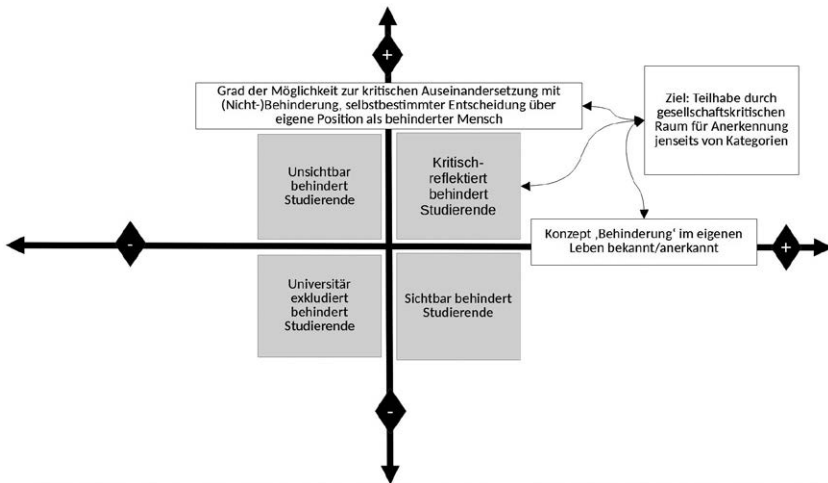 +
Grad der Möglichkeit zur kritischen Auseinandersetzung mit
(Nicht-)Behinderung, selbstbestimmter Entscheidung über
eigene Position als behinderter Mensch
Ziel: Teilhabe durch
gesellschaftskritischen
Raum für Anerkennung
jenseits von Kategorien
Unsichtbar
behindert
Studierende
Kritisch-
reflektiert
behindert
Studierende
-
Konzept ‚Behinderung‘ im eigenen
Leben bekannt/anerkannt
+
Universitär
exkludiert
behindert
Studierende
Sichtbar behindert
Studierende
-